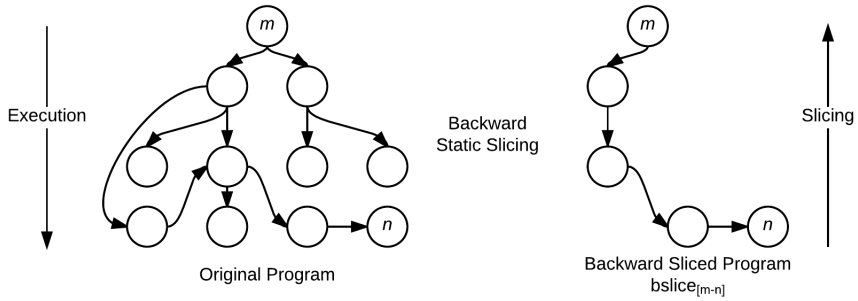 m
m
Execution
Backward
Static Slicing
Slicing
n
n
Original Program
Backward Sliced Program
bslice[m-n]